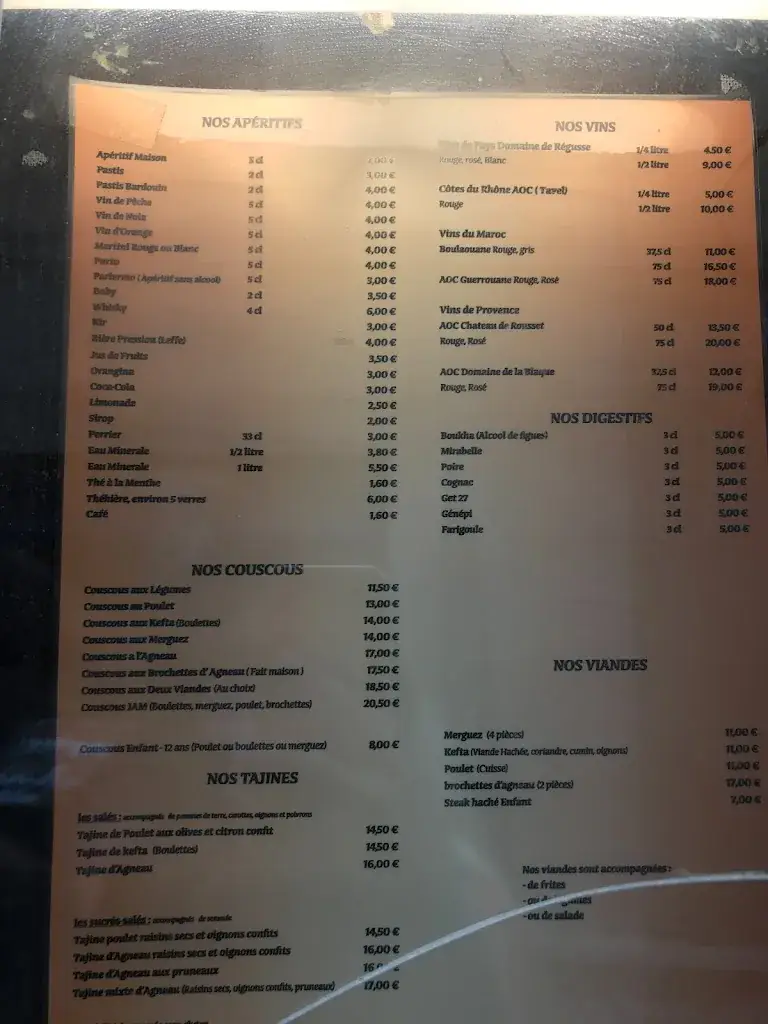 NOS APÉRITIFS
Apéritif Maison 5 cl
Pastis 2 cl 3,00 €
Pastis Bardouin 2 cl 4,00 €
Vin de Pêche 5 cl 4,00 €
Vin de Noix 5 cl 4,00 €
Vin d'Orange 5 cl 4,00 €
Martini Rouge ou Blanc 5 cl 4,00 €
Porto 5 cl 4,00 €
Parlermo (Apéritif sans alcool) 5 cl 3,00 €
Baby 2 cl 3,50 €
Whisky 4 cl 6,00 €
Kir 3,00 €
Bière Pression (Leffe) 4,00 €
Jus de Fruits 3,50 €
Orangina 3,00 €
Coca-Cola 3,00 €
Limonade 2,50 €
Sirop 2,00 €
Perrier 33 cl 3,00 €
Eau Minerale 1/2 litre 3,80 €
Eau Minerale 1 litre 5,50 €
Thé à la Menthe 1,60 €
Théhière, environ 5 verres 6,00 €
Café 1,60 €
NOS COUSCOUS
Couscous aux Légumes 11,50 €
Couscous au Poulet 13,00 €
Couscous aux Kefta (Boulettes) 14,00 €
Couscous aux Merguez 14,00 €
Couscous a l'Agneau 17,00 €
Couscous aux Brochettes d'Agneau ( Fait maison ) 17,50 €
Couscous aux Deux Viandes (Au choix) 18,50 €
Couscous JAM (Boulettes, merguez, poulet, brochettes) 20,50 €
Couscous Enfant - 12 ans (Poulet ou boulettes ou merguez) 8,00 €
NOS TAJINES
les salés : accompagnés de pommes de terre, carottes, oignons et poivrons
Tajine de Poulet aux olives et citron confit 14,50 €
Tajine de kefta (Boulettes) 14,50 €
Tajine d'Agneau 16,00 €
les sucrés-salés : accompagnés de semoule
Tajine poulet raisins secs et oignons confits 14,50 €
Tajine d'Agneau raisins secs et oignons confits 16,00 €
Tajine d'Agneau aux pruneaux
Tajine mixte d'Agneau (Raisins secs, oignons confits, pruneaux) 17,00 €
NOS VINS
de Pays Domaine de Régusse 1/4 litre 4,50 €
Rouge, rosé, Blanc 1/2 litre 9,00 €
Côtes du Rhône AOC ( Tavel) 1/4 litre 5,00 €
Rouge 1/2 litre 10,00 €
Vins du Maroc
Boulaouane Rouge, gris 37,5 cl 11,00 €
75 cl 16,50 €
AOC Guerrouane Rouge, Rosé 75 cl 18,00 €
Vins de Provence
AOC Chateau de Rousset 50 cl 13,50 €
Rouge, Rosé 75 cl 20,00 €
AOC Domaine de la Blaque 37,5 cl 12,00 €
Rouge, Rosé 75 cl 19,00 €
NOS DIGESTIFS
Boukha (Alcool de figues) 3 cl 5,00 €
Mirabelle 3 cl 5,00 €
Poire 3 cl 5,00 €
Cognac 3 cl 5,00 €
Get 27 3 cl 5,00 €
Génépi 3 cl 5,00 €
Farigoule 3 cl 5,00 €
NOS VIANDES
Merguez (4 pièces) 11,00 €
Kefta (Viande Hachée, coriandre, cumin, oignons) 11,00 €
Poulet (Cuisse) 11,00 €
brochettes d'agneau (2 pièces) 17,00 €
Steak haché Enfant 7,00 €
Nos viandes sont accompagnées :
- de frites
- ou de légumes
- ou de salade